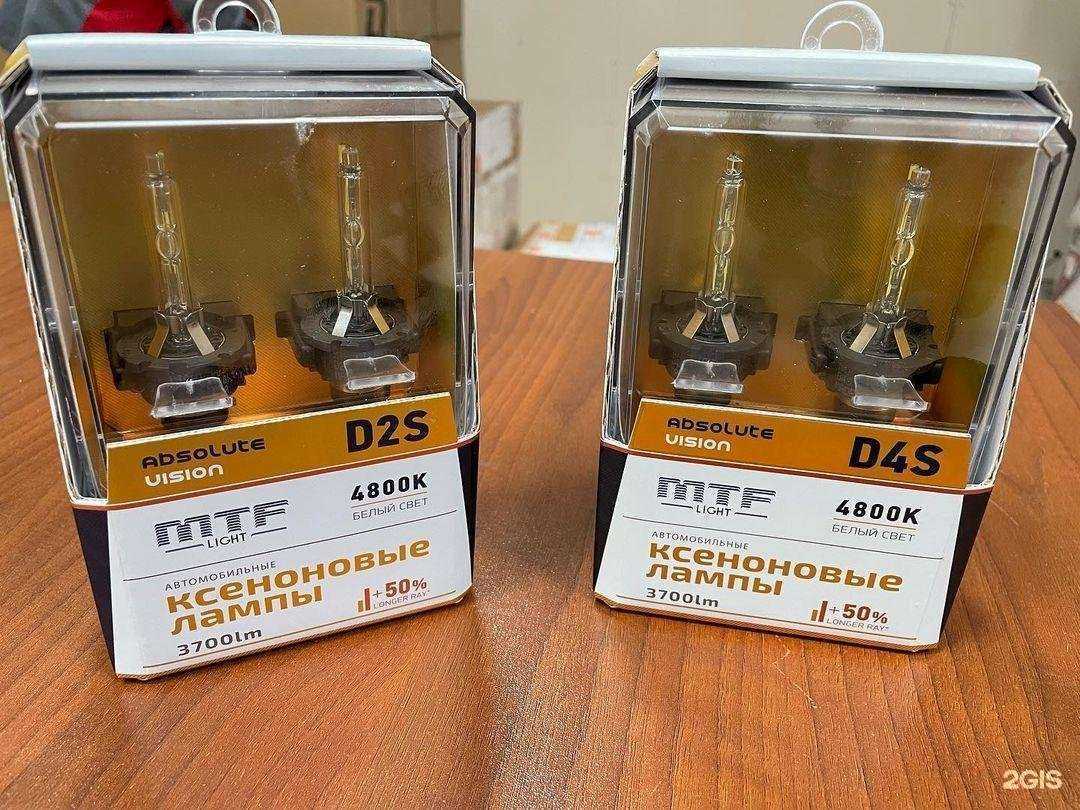 ABSOLUTE
VISION
D2S
MTF
LIGHT
4800K
БЕЛЫЙ СВЕТ
АВТОМОБИЛЬНЫЕ
ксеноновые
лампы
3700lm
+50%
LONGER RAY*
ABSOLUTE
VISION
D4S
MTF
LIGHT
4800K
БЕЛЫЙ СВЕТ
АВТОМОБИЛЬНЫЕ
ксеноновые
лампы
3700lm
+50%
LONGER RAY*
2GIS